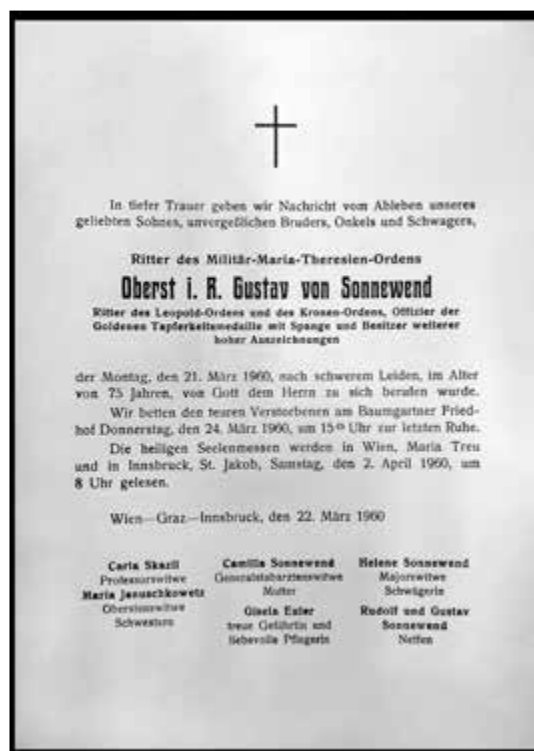 In tiefer Trauer geben wir Nachricht vom Ableben unseres
geliebten Sohnes, unvergeßlichen Bruders, Onkels und Schwagers,
Ritter des Militär-Maria-Theresien-Ordens
Oberst i. R. Gustav von Sonnewend
Ritter des Leopold-Ordens und des Kronen-Ordens, Offizier der
Goldenen Tapferkeitsmedaille mit Spange und Besitzer weiterer
hoher Auszeichnungen
der Montag, den 21. März 1960, nach schwerem Leiden, im Alter
von 75 Jahren, von Gott dem Herrn zu sich berufen wurde.
Wir betten den teuren Verstorbenen am Baumgartner Fried-
hof Donnerstag, den 24. März 1960, um 15 Uhr zur letzten Ruhe.
Die heiligen Seelenmessen werden in Wien, Maria Treu
und in Innsbruck, St. Jakob, Samstag, den 2. April 1960, um
8 Uhr gelesen.
Wien—Graz—Innsbruck, den 22. März 1960
Carla
Professorswitwe
Maria Januschkowetz
Oberstenswitwe
Schwestern
Camilla Sonnewend
Generalstabsarztenswitwe
Mutter
Gisela
treue Gefährtin und
liebevolle Pflegerin
Helene Sonnewend
Majorswitwe
Schwägerin
Rudolf und Gustav
Sonnewend
Neffen